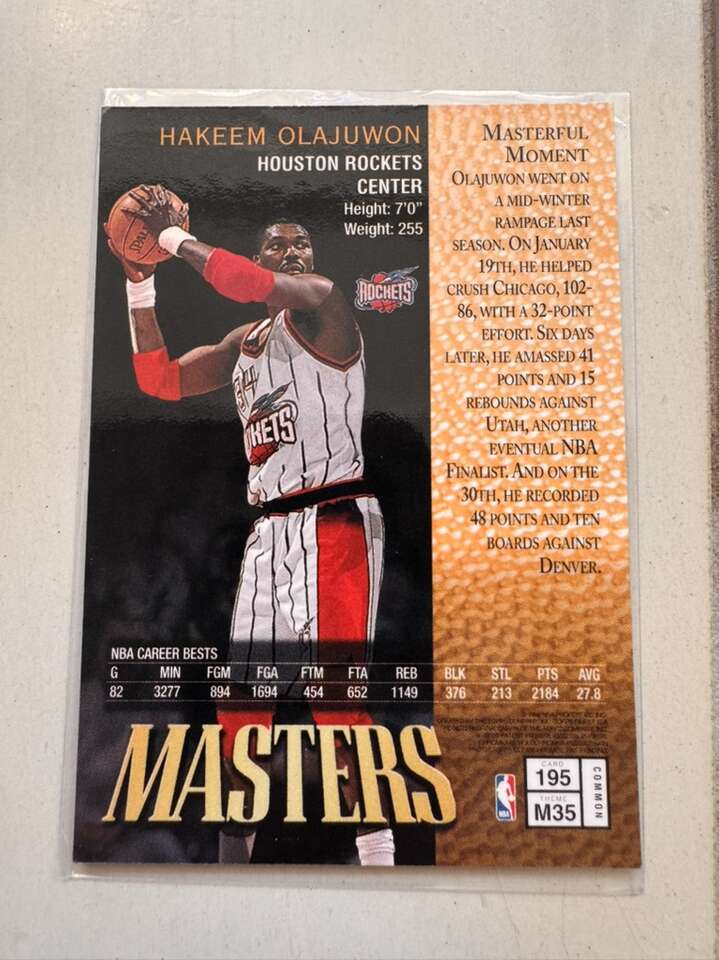 HAKEEM OLAJUWON
HOUSTON ROCKETS
CENTER
Height: 7'0"
Weight: 255
SPALDING
ROCKETS
34
KETS
MASTERFUL
MOMENT
OLAJUWON WENT ON
A MID-WINTER
RAMPAGE LAST
SEASON. ON JANUARY
19TH, HE HELPED
CRUSH CHICAGO, 102-
86, WITH A 32-POINT
EFFORT. SIX DAYS
LATER, HE AMASSED 41
POINTS AND 15
REBOUNDS AGAINST
UTAH, ANOTHER
EVENTUAL NBA
FINALIST. AND ON THE
30TH, HE RECORDED
48 POINTS AND TEN
BOARDS AGAINST
DENVER.
NBA CAREER BESTS
G MIN FGM FGA FTM FTA REB BLK STL PTS AVG
82 3277 894 1694 454 652 1149 376 213 2184 27.8
MASTERS
NBA
CARD
195
THEME
M35
COMMON